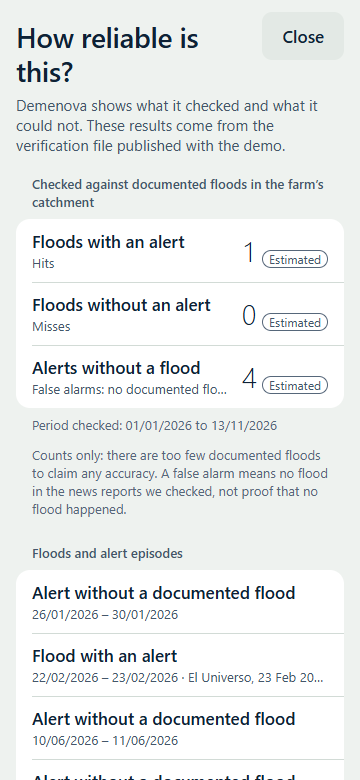 How reliable is
this?
Close
Demenova shows what it checked and what it
could not. These results come from the
verification file published with the demo.
Checked against documented floods in the farm's
catchment
Floods with an alert
Hits
1 Estimated
Floods without an alert
Misses
0 Estimated
Alerts without a flood
False alarms: no documented flo...
4 Estimated
Period checked: 01/01/2026 to 13/11/2026
Counts only: there are too few documented floods
to claim any accuracy. A false alarm means no flood
in the news reports we checked, not proof that no
flood happened.
Floods and alert episodes
Alert without a documented flood
26/01/2026 – 30/01/2026
Flood with an alert
22/02/2026 – 23/02/2026 · El Universo, 23 Feb 20...
Alert without a documented flood
10/06/2026 – 11/06/2026